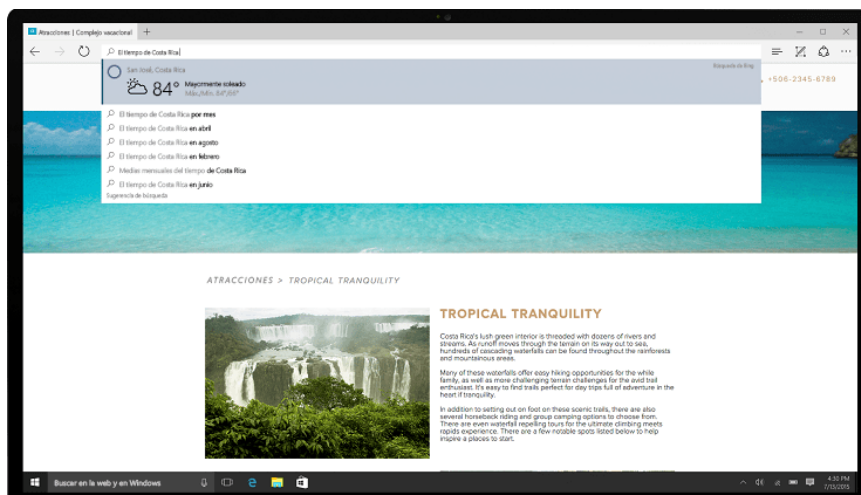 Atracciones | Complejo vacacional
El tiempo de Costa Rica
San José, Costa Rica
Búsqueda de Bing
84°
Mayormente soleado
Máx./Mín. 84°/66°
+506-2345-6789
El tiempo de Costa Rica por mes
El tiempo de Costa Rica en abril
El tiempo de Costa Rica en agosto
El tiempo de Costa Rica en febrero
Medias mensuales del tiempo de Costa Rica
El tiempo de Costa Rica en junio
Sugerencia de búsqueda
ATRACCIONES > TROPICAL TRANQUILITY
TROPICAL TRANQUILITY
Costa Rica's lush green interior is threaded with dozens of rivers and
streams. As runoff moves through the terrain on its way out to sea,
hundreds of cascading waterfalls can be found throughout the rainforests
and mountainous areas.
Many of these waterfalls offer easy hiking opportunities for the while
family, as well as more challenging terrain challenges for the avid trail
enthusiast. It's easy to find trails perfect for day trips full of adventure in the
heart if tranquility.
In addition to setting out on foot on these scenic trails, there are also
several horseback riding and group camping options to choose from.
There are even waterfall repelling tours for the ultimate climbing meets
rapids experience. There are a few notable spots listed below to help
inspire a places to start.
Buscar en la web y en Windows
4:30 PM
7/13/2015